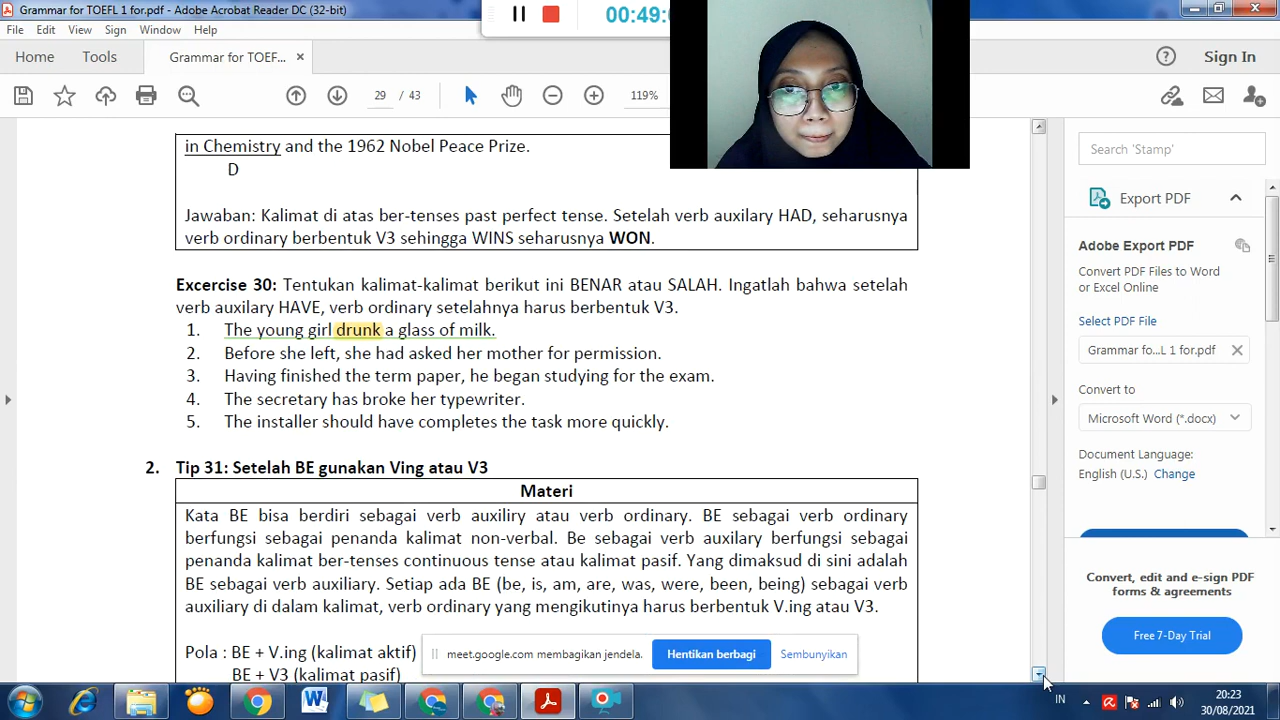 Grammar for TOEFL 1 for.pdf - Adobe Acrobat Reader DC (32-bit)
00:49:
File Edit View Sign Window Help
Home Tools Grammar for TOEF... ×
Sign In
29 / 43
119%
in Chemistry and the 1962 Nobel Peace Prize.
D
Jawaban: Kalimat di atas ber-tenses past perfect tense. Setelah verb auxilary HAD, seharusnya
verb ordinary berbentuk V3 sehingga WINS seharusnya WON.
Excercise 30: Tentukan kalimat-kalimat berikut ini BENAR atau SALAH. Ingatlah bahwa setelah
verb auxilary HAVE, verb ordinary setelahnya harus berbentuk V3.
1. The young girl drunk a glass of milk.
2. Before she left, she had asked her mother for permission.
3. Having finished the term paper, he began studying for the exam.
4. The secretary has broke her typewriter.
5. The installer should have completes the task more quickly.
2. Tip 31: Setelah BE gunakan Ving atau V3
Materi
Kata BE bisa berdiri sebagai verb auxiliry atau verb ordinary. BE sebagai verb ordinary
berfungsi sebagai penanda kalimat non-verbal. Be sebagai verb auxilary berfungsi sebagai
penanda kalimat ber-tenses continuous tense atau kalimat pasif. Yang dimaksud di sini adalah
BE sebagai verb auxiliary. Setiap ada BE (be, is, am, are, was, were, been, being) sebagai verb
auxiliary di dalam kalimat, verb ordinary yang mengikutinya harus berbentuk V.ing atau V3.
Pola : BE + V.ing (kalimat aktif)
BE + V3 (kalimat pasif)
meet.google.com membagikan jendela. Hentikan berbagi Sembunyikan
Search 'Stamp'
Export PDF
Adobe Export PDF
Convert PDF Files to Word
or Excel Online
Select PDF File
Grammar fo...L 1 for.pdf
Convert to
Microsoft Word (*.docx)
Document Language:
English (U.S.) Change
Convert, edit and e-sign PDF
forms & agreements
Free 7-Day Trial
IN
20:23
30/08/2021